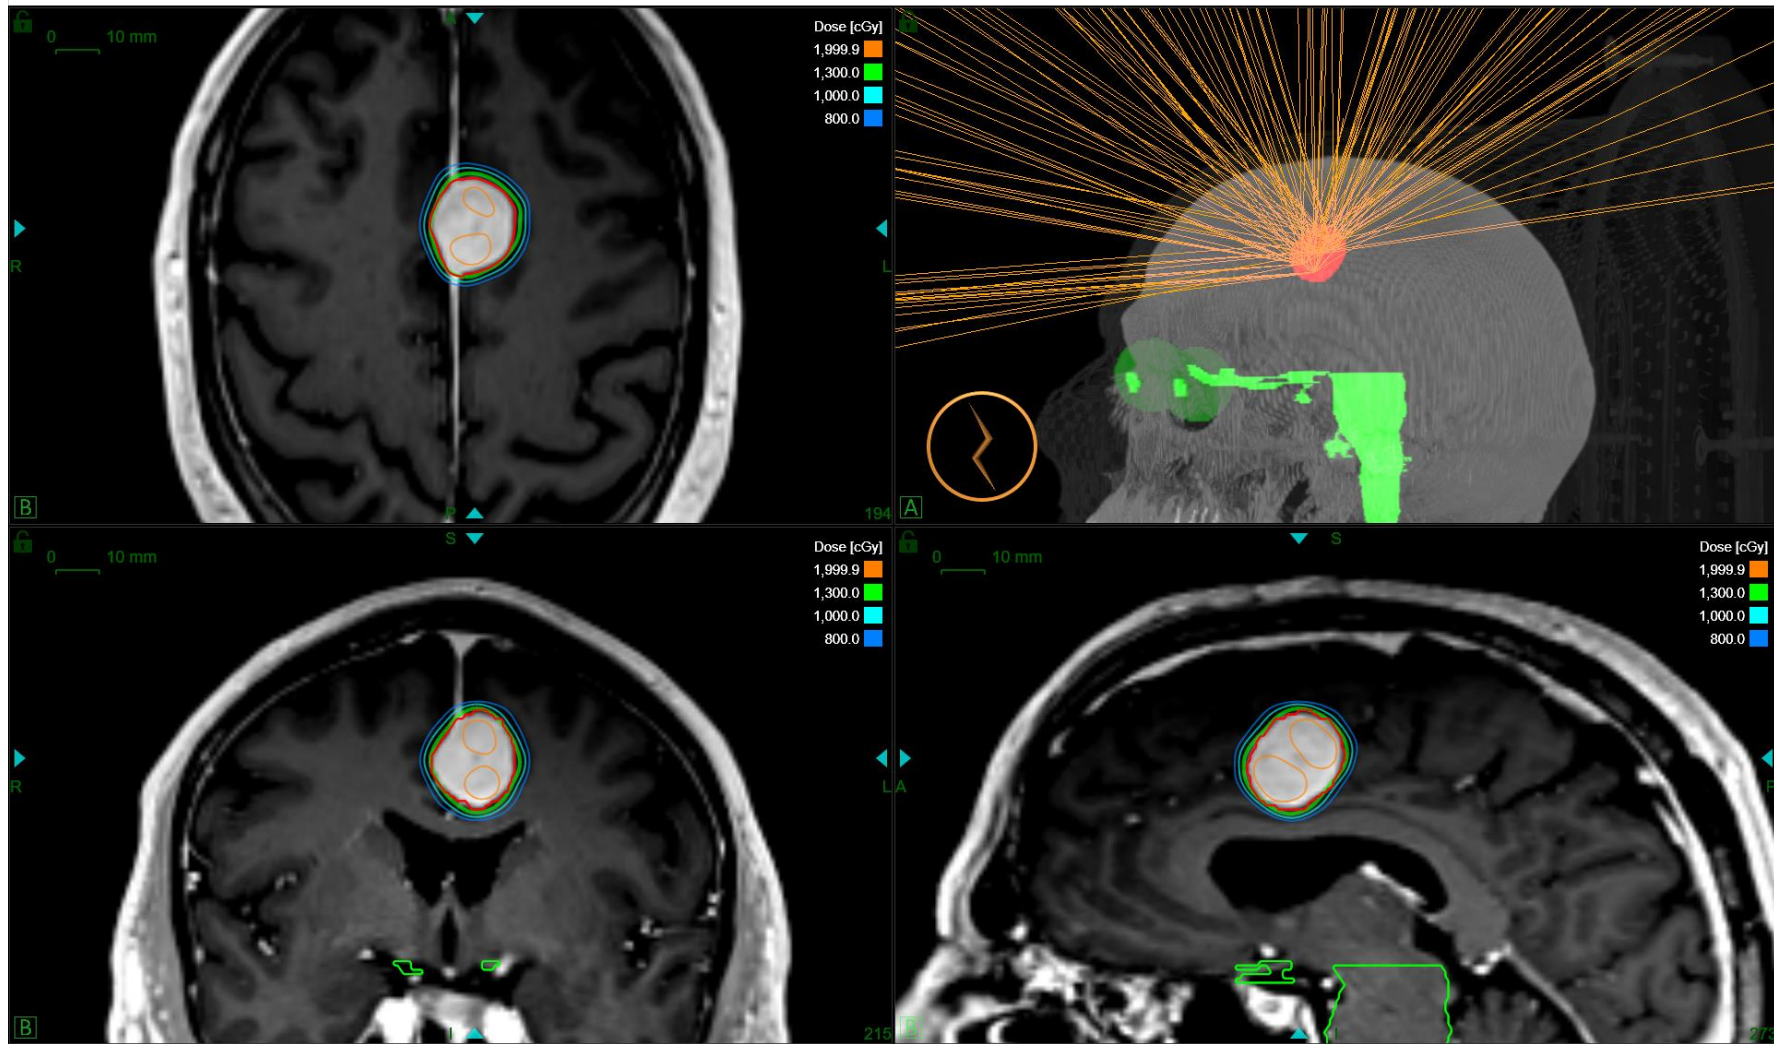 A
0 10 mm
Dose [cGy]
1,999.9
1,300.0
1,000.0
800.0
R
L
P
B
194
A
S
0 10 mm
Dose [cGy]
1,999.9
1,300.0
1,000.0
800.0
R
L
I
B
215
S
0 10 mm
Dose [cGy]
1,999.9
1,300.0
1,000.0
800.0
A
P
I
B
273